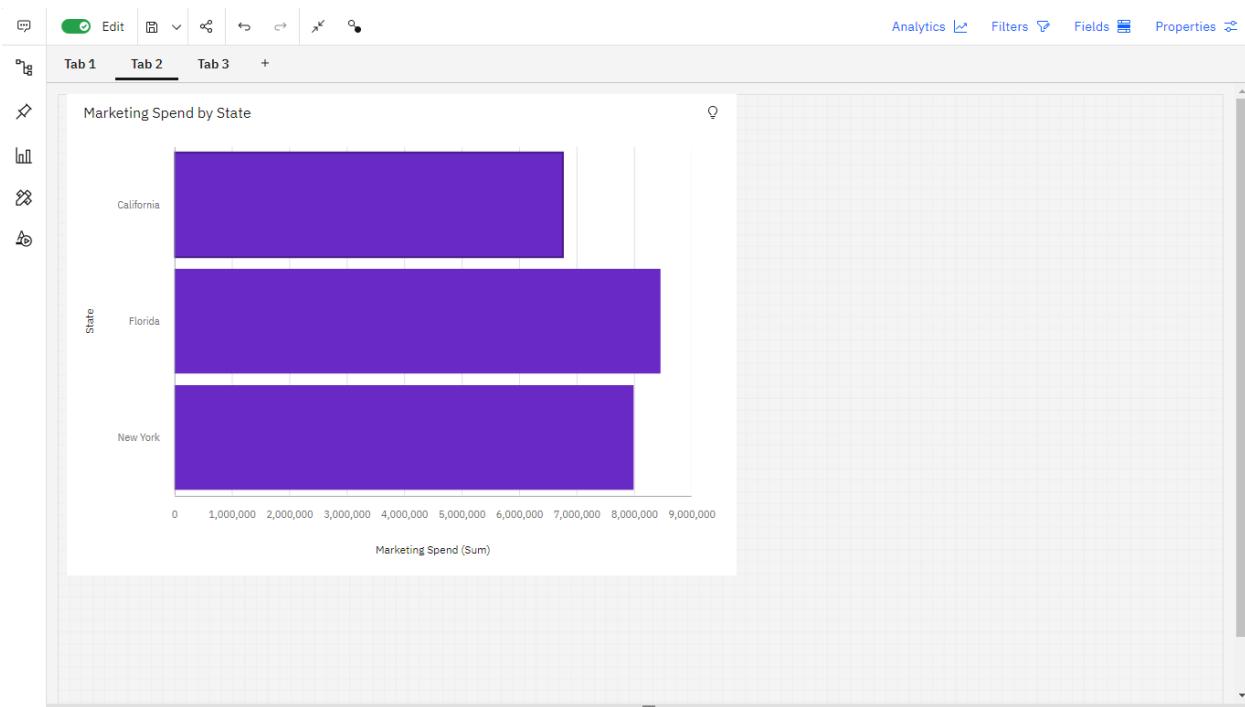 Edit
Analytics
Filters
Fields
Properties
Tab 1
Tab 2
Tab 3
+
Marketing Spend by State
California
Florida
New York
State
0 1,000,000 2,000,000 3,000,000 4,000,000 5,000,000 6,000,000 7,000,000 8,000,000 9,000,000
Marketing Spend (Sum)